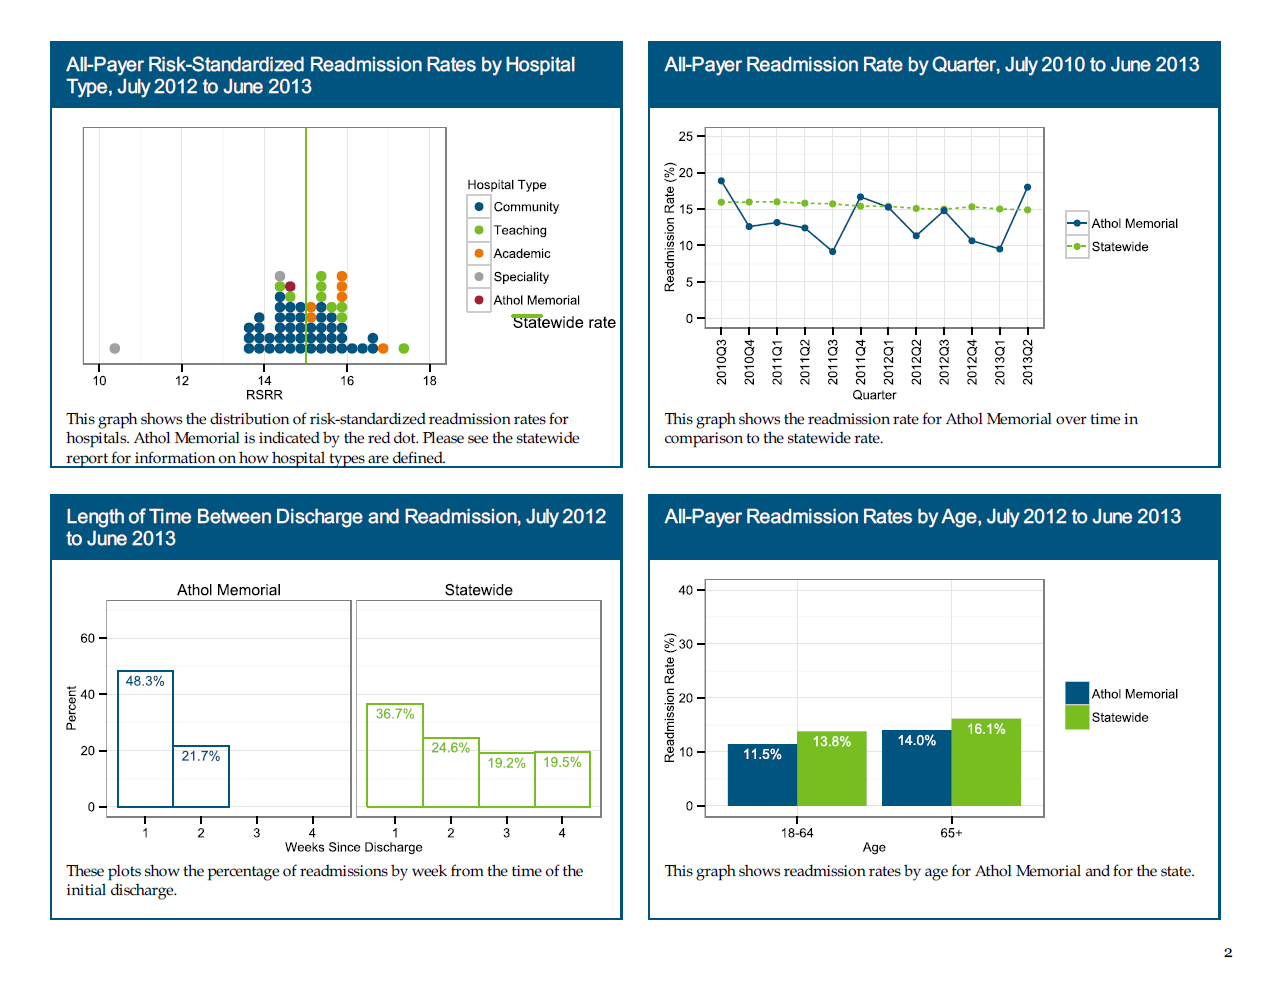 All-Payer Risk-Standardized Readmission Rates by Hospital
Type, July 2012 to June 2013
Hospital Type
Community
Teaching
Academic
Speciality
Athol Memorial
Statewide rate
10 12 14 16 18
RSRR
This graph shows the distribution of risk-standardized readmission rates for
hospitals. Athol Memorial is indicated by the red dot. Please see the statewide
report for information on how hospital types are defined.
All-Payer Readmission Rate by Quarter, July 2010 to June 2013
Readmission Rate (%)
25
20
15
10
5
0
Athol Memorial
Statewide
2010Q3 2010Q4 2011Q1 2011Q2 2011Q3 2011Q4 2012Q1 2012Q2 2012Q3 2012Q4 2013Q1 2013Q2
Quarter
This graph shows the readmission rate for Athol Memorial over time in
comparison to the statewide rate.
Length of Time Between Discharge and Readmission, July 2012
to June 2013
Athol Memorial Statewide
Percent
60
40
20
0
48.3%
21.7%
36.7%
24.6%
19.2%
19.5%
1 2 3 4 1 2 3 4
Weeks Since Discharge
These plots show the percentage of readmissions by week from the time of the
initial discharge.
All-Payer Readmission Rates by Age, July 2012 to June 2013
Readmission Rate (%)
40
30
20
10
0
11.5%
13.8%
14.0%
16.1%
Athol Memorial
Statewide
18-64 65+
Age
This graph shows readmission rates by age for Athol Memorial and for the state.
2